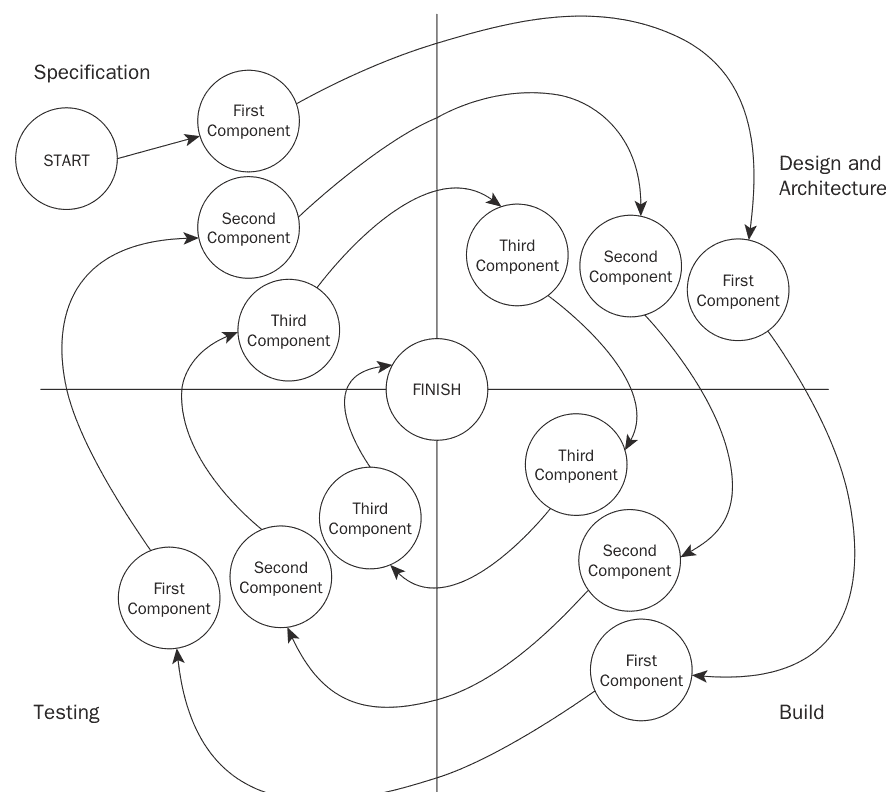 Specification
START
First
Component
Second
Component
Third
Component
Design and
Architecture
Third
Component
Second
Component
First
Component
FINISH
Third
Component
Second
Component
First
Component
Build
Third
Component
Second
Component
First
Component
Testing